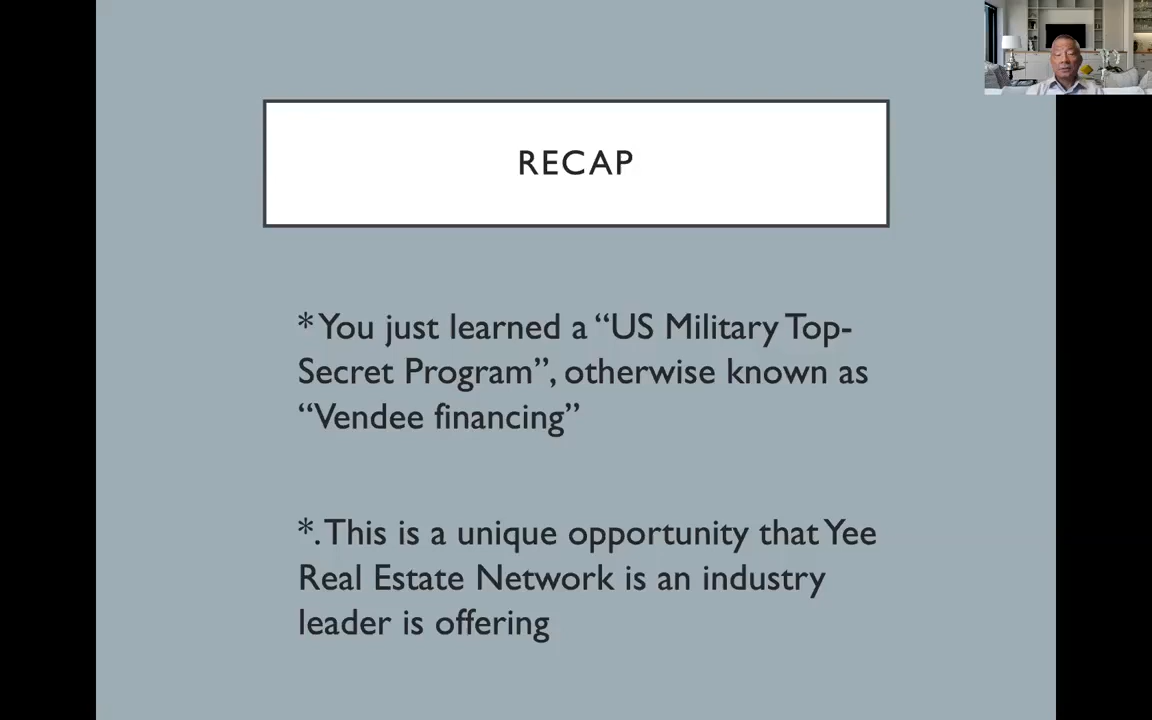 RECAP
* You just learned a “US Military Top-
Secret Program”, otherwise known as
“Vendee financing”
*. This is a unique opportunity that Yee
Real Estate Network is an industry
leader is offering